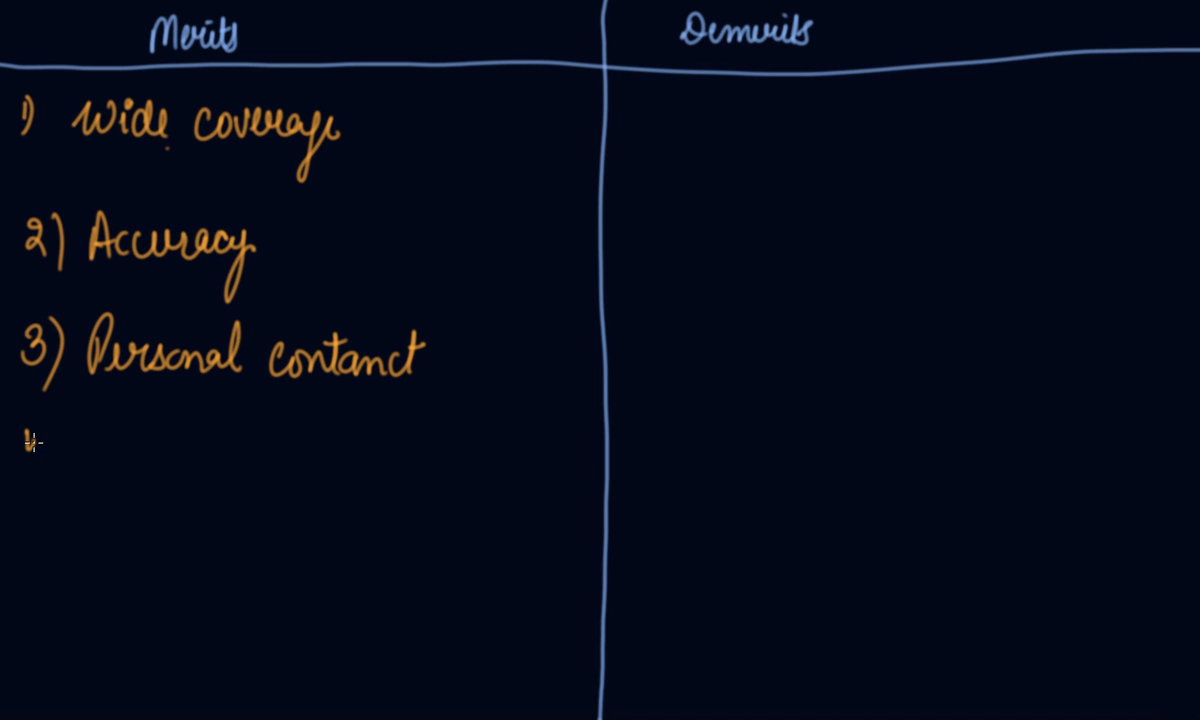 Merits
Demerits
1) Wide coverage
2) Accuracy
3) Personal contanct